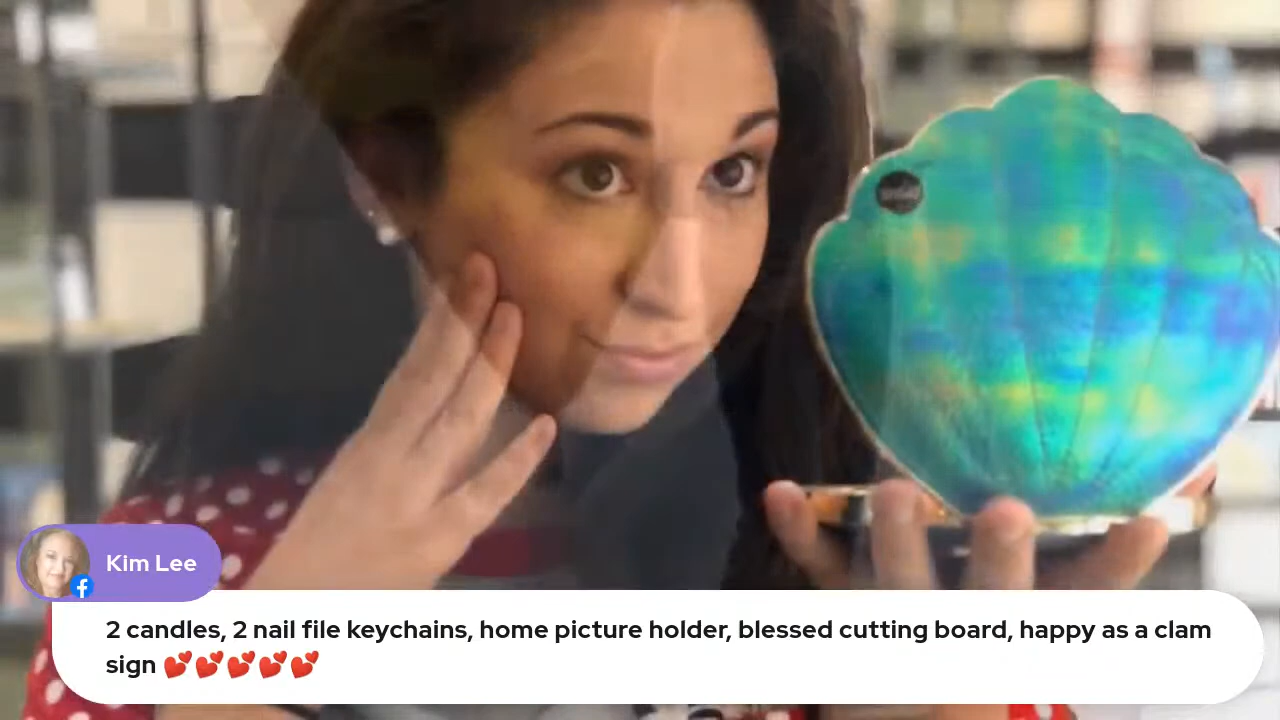 Kim Lee
2 candles, 2 nail file keychains, home picture holder, blessed cutting board, happy as a clam
sign 💕💕💕💕💕